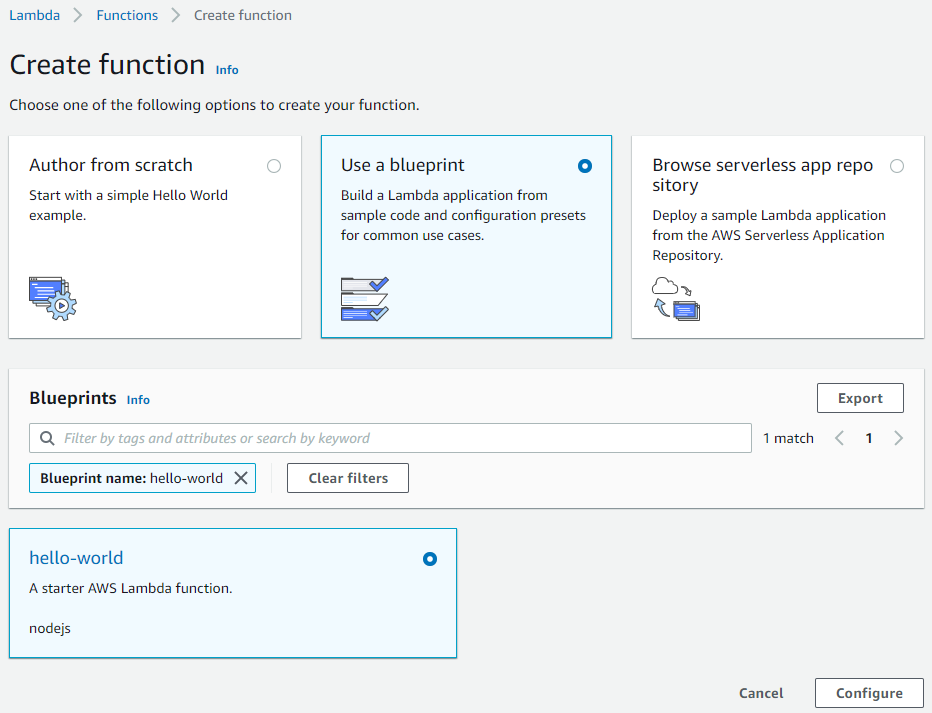 Lambda Functions Create function
Create function Info
Choose one of the following options to create your function.
Author from scratch
Start with a simple Hello World
example.
Use a blueprint
Build a Lambda application from
sample code and configuration presets
for common use cases.
Browse serverless app repo
sitory
Deploy a sample Lambda application
from the AWS Serverless Application
Repository.
Blueprints Info
Export
Filter by tags and attributes or search by keyword
1 match 1
Blueprint name: hello-world
Clear filters
hello-world
A starter AWS Lambda function.
nodejs
Cancel
Configure